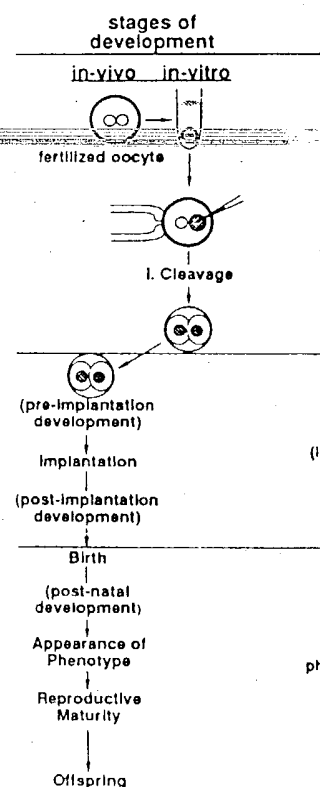 stages of
development
in-vivo in-vitro
fertilized oocyte
I. Cleavage
(pre-implantation
development)
Implantation
(post-implantation
development)
Birth
(post-natal
development)
Appearance of
Phenotype
Reproductive
Maturity
Offspring
(i
ph